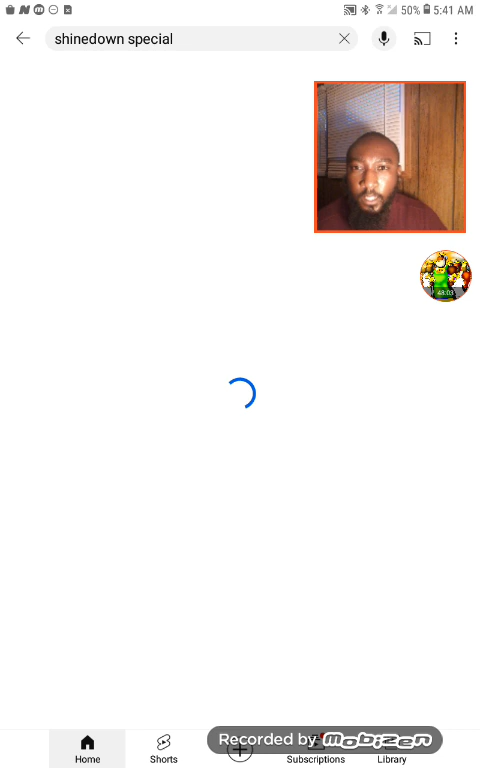 50% 5:41 AM
shinedown special
48:03
Recorded by mobizen
Home
Shorts
Subscriptions
Library